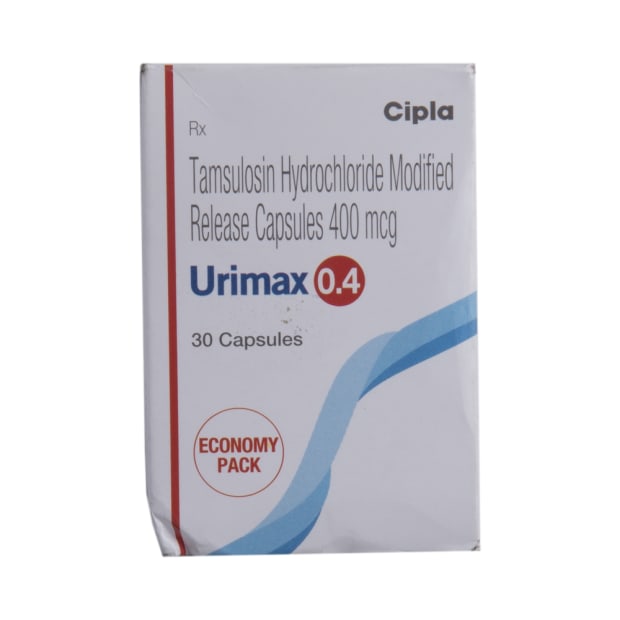 Cipla
Rx
Tamsulosin Hydrochloride Modified
Release Capsules 400 mcg
Urimax 0.4
30 Capsules
ECONOMY
PACK